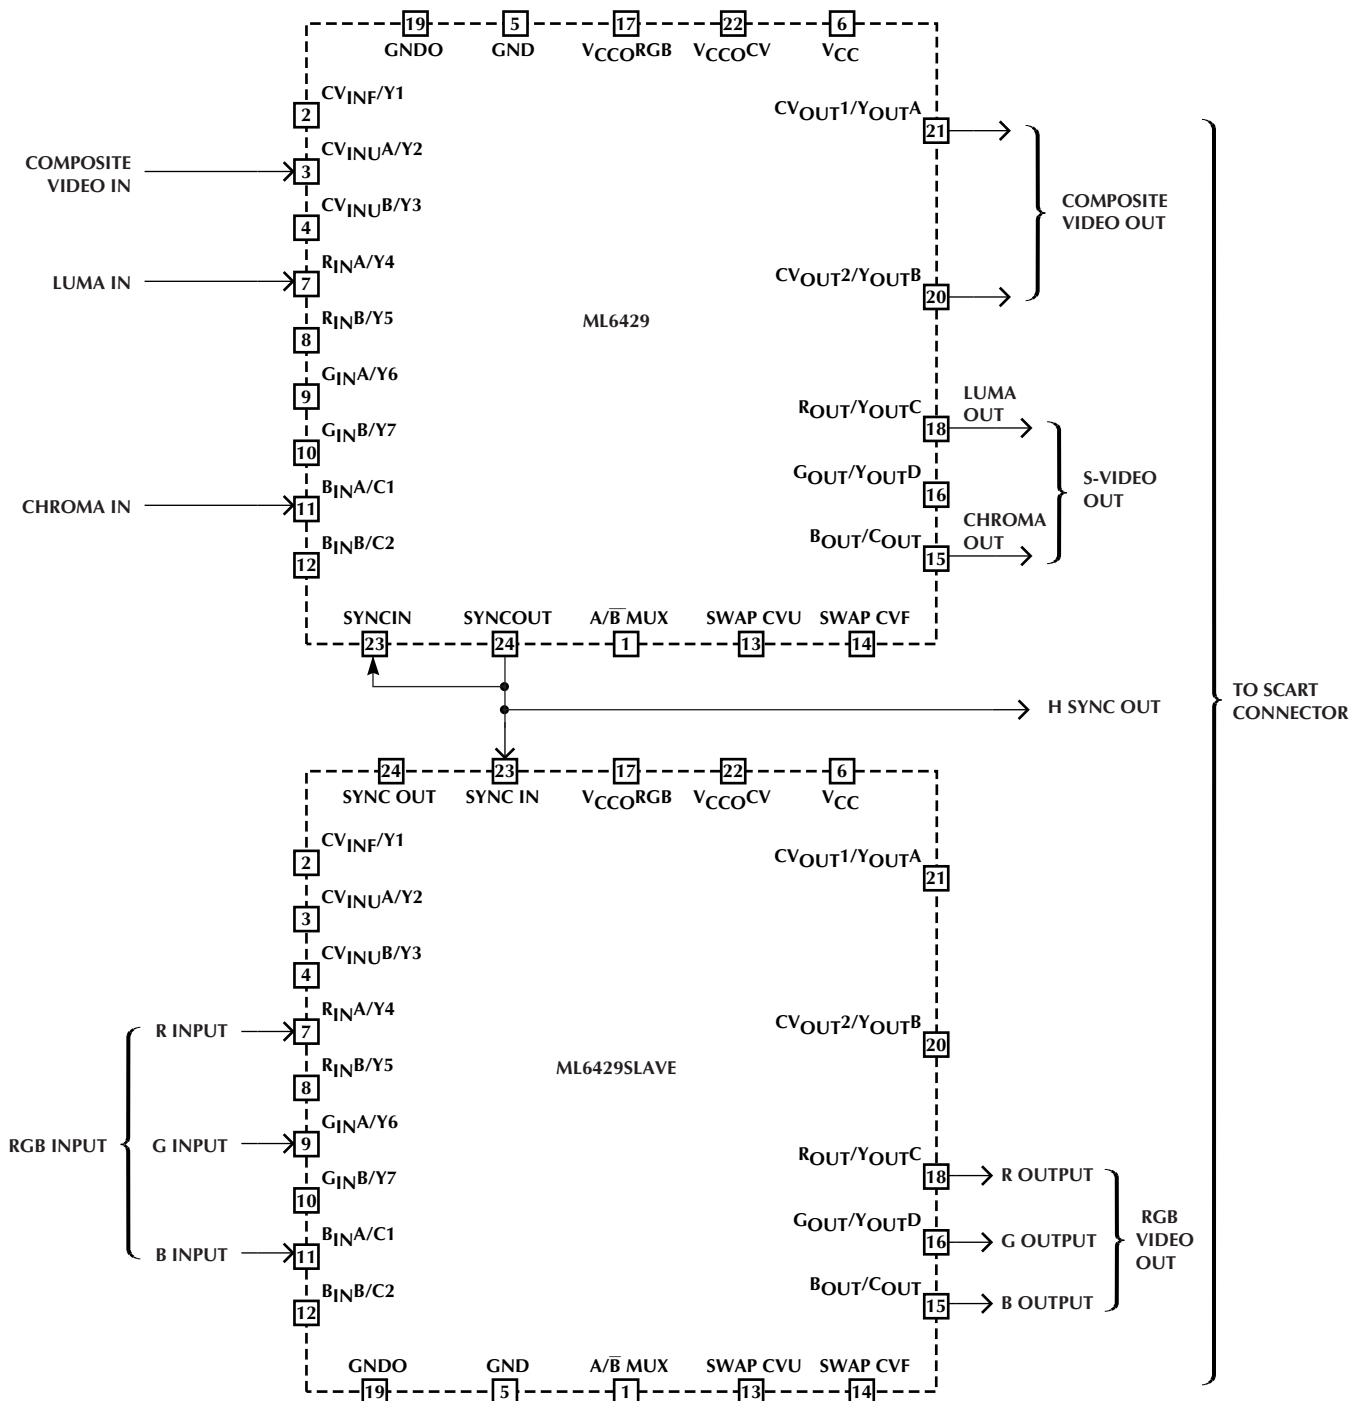 19 5 17 22 6
GNDO GND VCCORGB VCCOCV VCC
CVINF/Y1
2
CVINUA/Y2
3
CVINUB/Y3
4
RINA/Y4
7
RINB/Y5
8
GINA/Y6
9
GINB/Y7
10
BINA/C1
11
BINB/C2
12
COMPOSITE
VIDEO IN
LUMA IN
CHROMA IN
ML6429
CVOUT1/YOUTA
21
CVOUT2/YOUTB
20
ROUT/YOUTC
18
GOUT/YOUTD
16
BOUT/COUT
15
COMPOSITE
VIDEO OUT
LUMA
OUT
CHROMA
OUT
S-VIDEO
OUT
SYNCIN SYNCOUT A/B̅ MUX SWAP CVU SWAP CVF
23 24 1 13 14
H SYNC OUT
TO SCART
CONNECTOR
24 23 17 22 6
SYNC OUT SYNC IN VCCORGB VCCOCV VCC
CVINF/Y1
2
CVINUA/Y2
3
CVINUB/Y3
4
RINA/Y4
7
RINB/Y5
8
GINA/Y6
9
GINB/Y7
10
BINA/C1
11
BINB/C2
12
RGB INPUT
R INPUT
G INPUT
B INPUT
ML6429SLAVE
CVOUT1/YOUTA
21
CVOUT2/YOUTB
20
ROUT/YOUTC
18
GOUT/YOUTD
16
BOUT/COUT
15
R OUTPUT
G OUTPUT
B OUTPUT
RGB
VIDEO
OUT
GNDO GND A/B̅ MUX SWAP CVU SWAP CVF
19 5 1 13 14